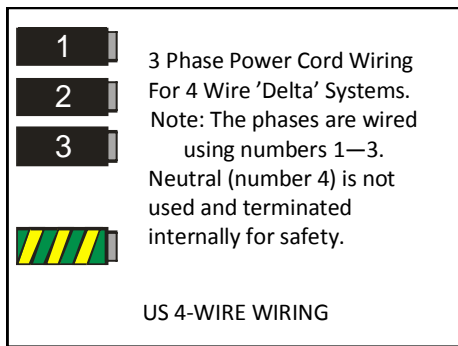 1
2
3
3 Phase Power Cord Wiring
For 4 Wire ’Delta’ Systems.
Note: The phases are wired
using numbers 1—3.
Neutral (number 4) is not
used and terminated
internally for safety.
US 4-WIRE WIRING